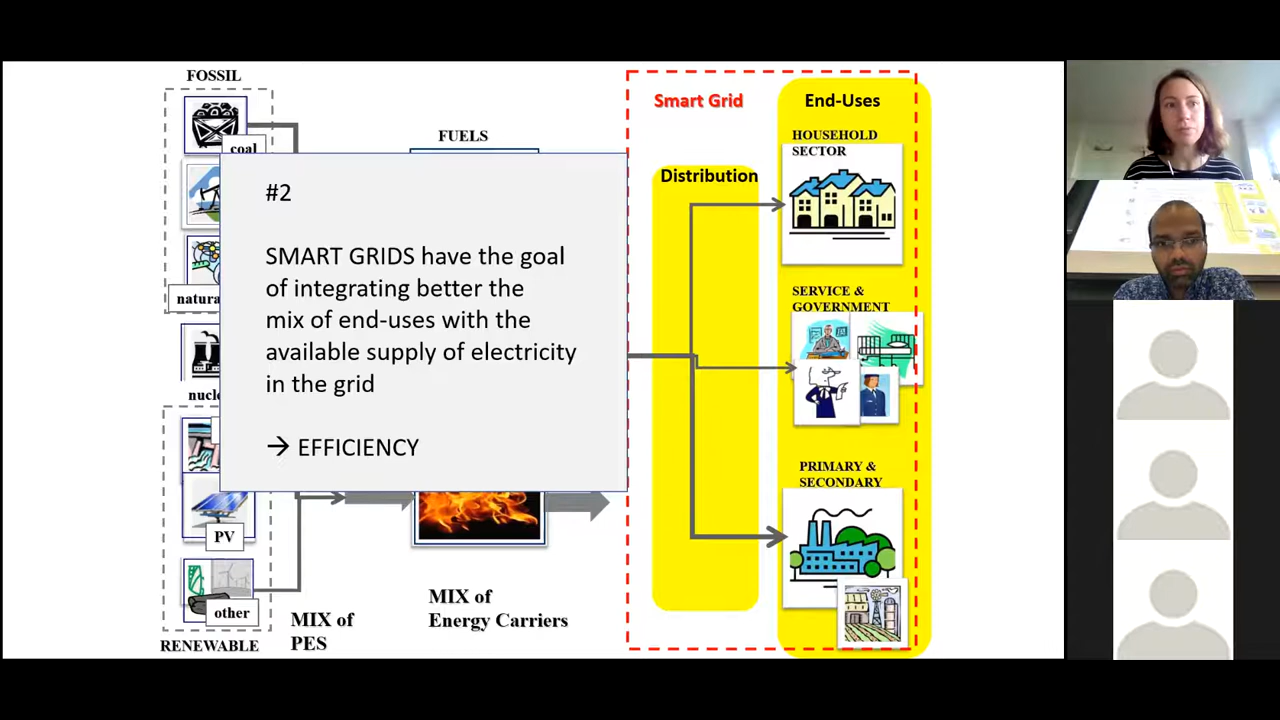 FOSSIL
coal
natura
nucle
PV
other
RENEWABLE
MIX of
PES
FUELS
#2
SMART GRIDS have the goal
of integrating better the
mix of end-uses with the
available supply of electricity
in the grid
→ EFFICIENCY
MIX of
Energy Carriers
Smart Grid
Distribution
End-Uses
HOUSEHOLD
SECTOR
SERVICE &
GOVERNMENT
PRIMARY &
SECONDARY